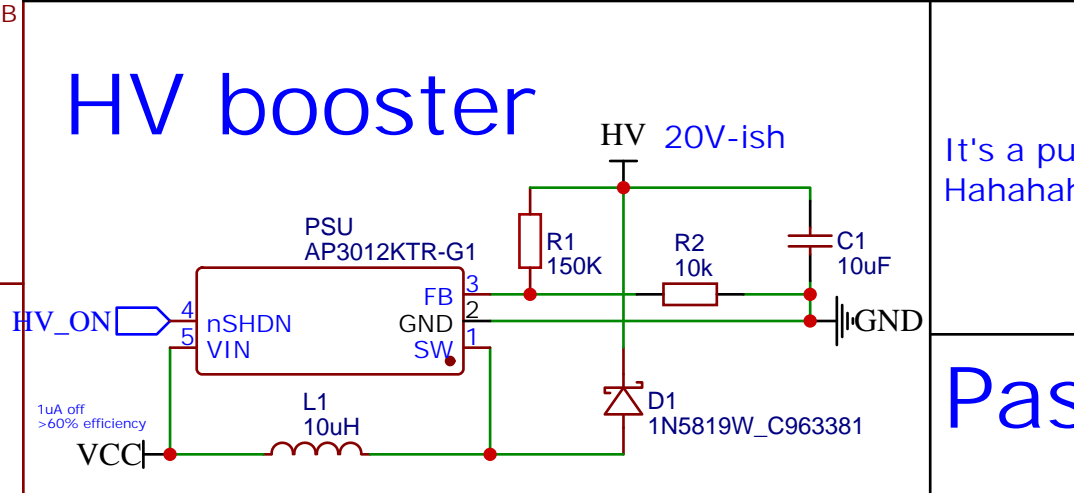 B
HV booster
HV 20V-ish
It's a pu
Hahahah
PSU
AP3012KTR-G1
R1
150K
R2
10k
C1
10uF
HV_ON
4
nSHDN
5
VIN
FB
3
GND
2
SW
1
GND
1uA off
>60% efficiency
VCC
L1
10uH
D1
1N5819W_C963381
Pas